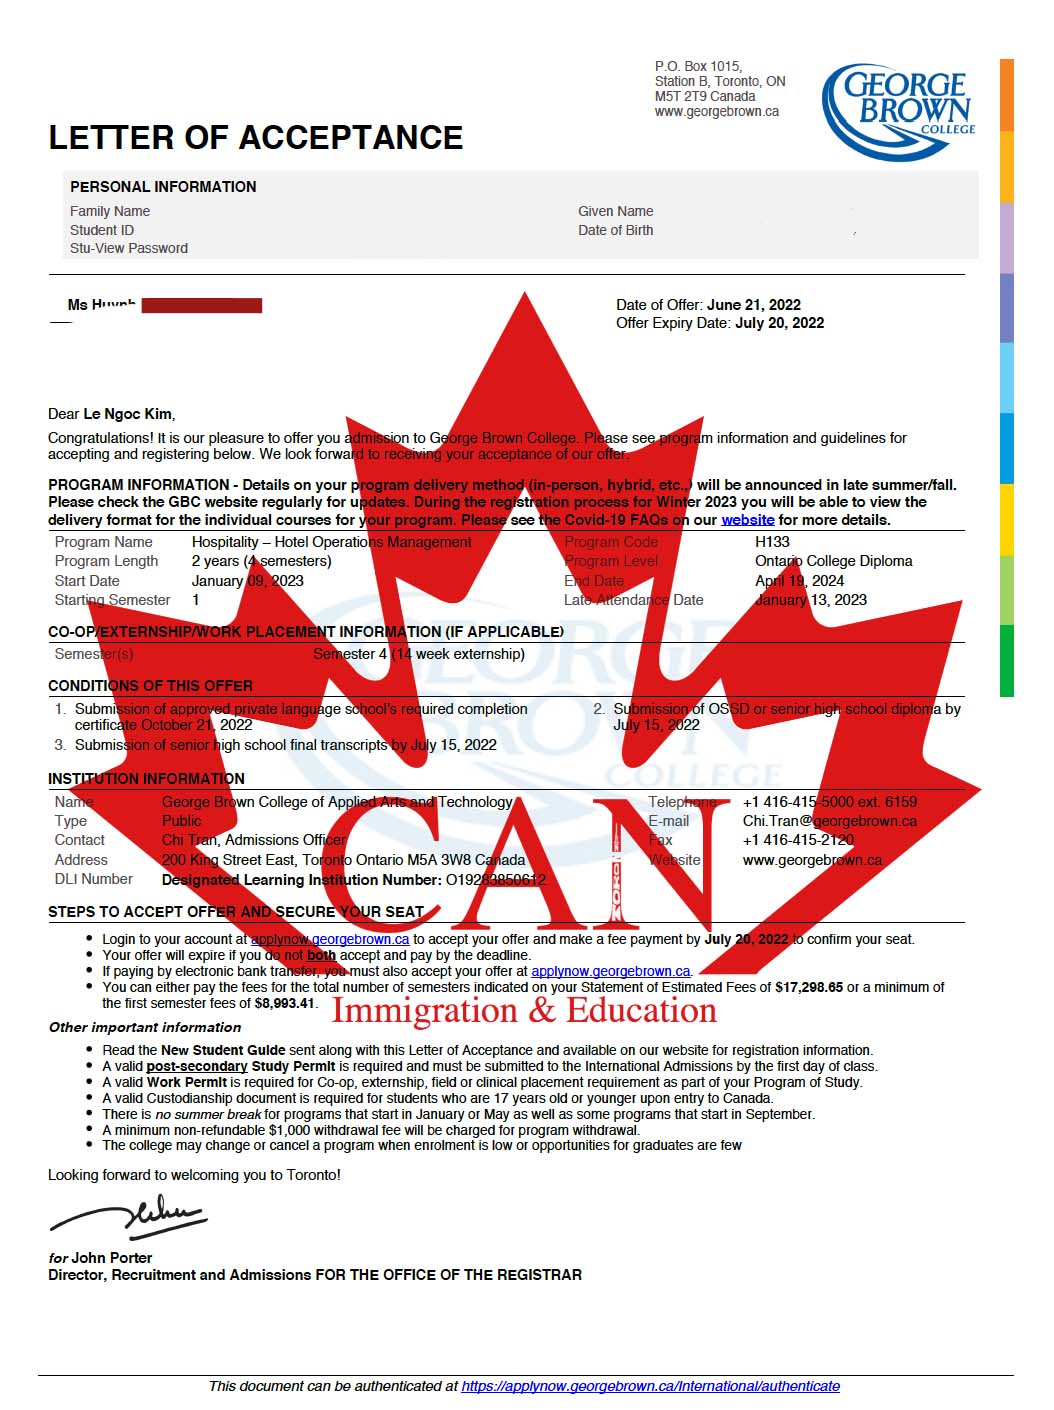 P.O. Box 1015,
Station B, Toronto, ON
M5T 2T9 Canada
www.georgebrown.ca
GEORGE
BROWN
COLLEGE
LETTER OF ACCEPTANCE
PERSONAL INFORMATION
Family Name Given Name
Student ID Date of Birth
Stu-View Password
Ms Huynh Date of Offer: June 21, 2022
Offer Expiry Date: July 20, 2022
Dear Le Ngoc Kim,
Congratulations! It is our pleasure to offer you admission to George Brown College. Please see program information and guidelines for
accepting and registering below. We look forward to receiving your acceptance of our offer.
PROGRAM INFORMATION - Details on your program delivery method (in-person, hybrid, etc.,) will be announced in late summer/fall.
Please check the GBC website regularly for updates. During the registration process for Winter 2023 you will be able to view the
delivery format for the individual courses for your program. Please see the Covid-19 FAQs on our website for more details.
Program Name Hospitality – Hotel Operations Management Program Code H133
Program Length 2 years (4 semesters) Program Level Ontario College Diploma
Start Date January 09, 2023 End Date April 19, 2024
Starting Semester 1 Late Attendance Date January 13, 2023
CO-OP/EXTERNSHIP/WORK PLACEMENT INFORMATION (IF APPLICABLE)
Semester(s) Semester 4 (14 week externship)
GEORGE
BROWN
COLLEGE
CONDITIONS OF THIS OFFER
1. Submission of approved private language school's required completion 2. Submission of OSSD or senior high school diploma by
certificate October 21, 2022 July 15, 2022
3. Submission of senior high school final transcripts by July 15, 2022
INSTITUTION INFORMATION
Name George Brown College of Applied Arts and Technology Telephone +1 416-415-5000 ext. 6159
Type Public E-mail Chi.Tran@georgebrown.ca
Contact Chi Tran, Admissions Officer Fax +1 416-415-2120
Address 200 King Street East, Toronto Ontario M5A 3W8 Canada Website www.georgebrown.ca
DLI Number Designated Learning Institution Number: O19283850612
CAN
STEPS TO ACCEPT OFFER AND SECURE YOUR SEAT
• Login to your account at applynow.georgebrown.ca to accept your offer and make a fee payment by July 20, 2022 to confirm your seat.
• Your offer will expire if you do not both accept and pay by the deadline.
• If paying by electronic bank transfer, you must also accept your offer at applynow.georgebrown.ca.
• You can either pay the fees for the total number of semesters indicated on your Statement of Estimated Fees of $17,298.65 or a minimum of
the first semester fees of $8,993.41.
Immigration & Education
Other important information
• Read the New Student Guide sent along with this Letter of Acceptance and available on our website for registration information.
• A valid post-secondary Study Permit is required and must be submitted to the International Admissions by the first day of class.
• A valid Work Permit is required for Co-op, externship, field or clinical placement requirement as part of your Program of Study.
• A valid Custodianship document is required for students who are 17 years old or younger upon entry to Canada.
• There is no summer break for programs that start in January or May as well as some programs that start in September.
• A minimum non-refundable $1,000 withdrawal fee will be charged for program withdrawal.
• The college may change or cancel a program when enrolment is low or opportunities for graduates are few
Looking forward to welcoming you to Toronto!
for John Porter
Director, Recruitment and Admissions FOR THE OFFICE OF THE REGISTRAR
This document can be authenticated at https://applynow.georgebrown.ca/International/authenticate